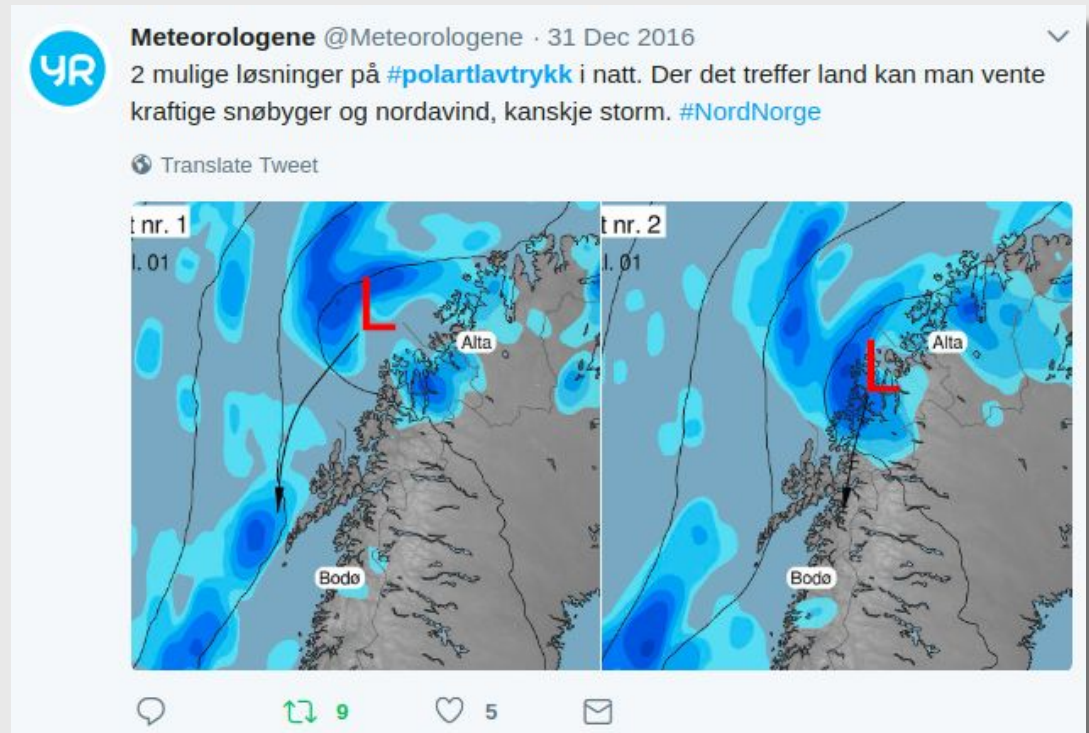 YR
Meteorologene @Meteorologene · 31 Dec 2016
2 mulige løsninger på #polartlavtrykk i natt. Der det treffer land kan man vente
kraftige snøbyger og nordavind, kanskje storm. #NordNorge
Translate Tweet
t nr. 1
l. 01
L
Alta
Bodø
t nr. 2
l. 01
L
Alta
Bodø
9
5